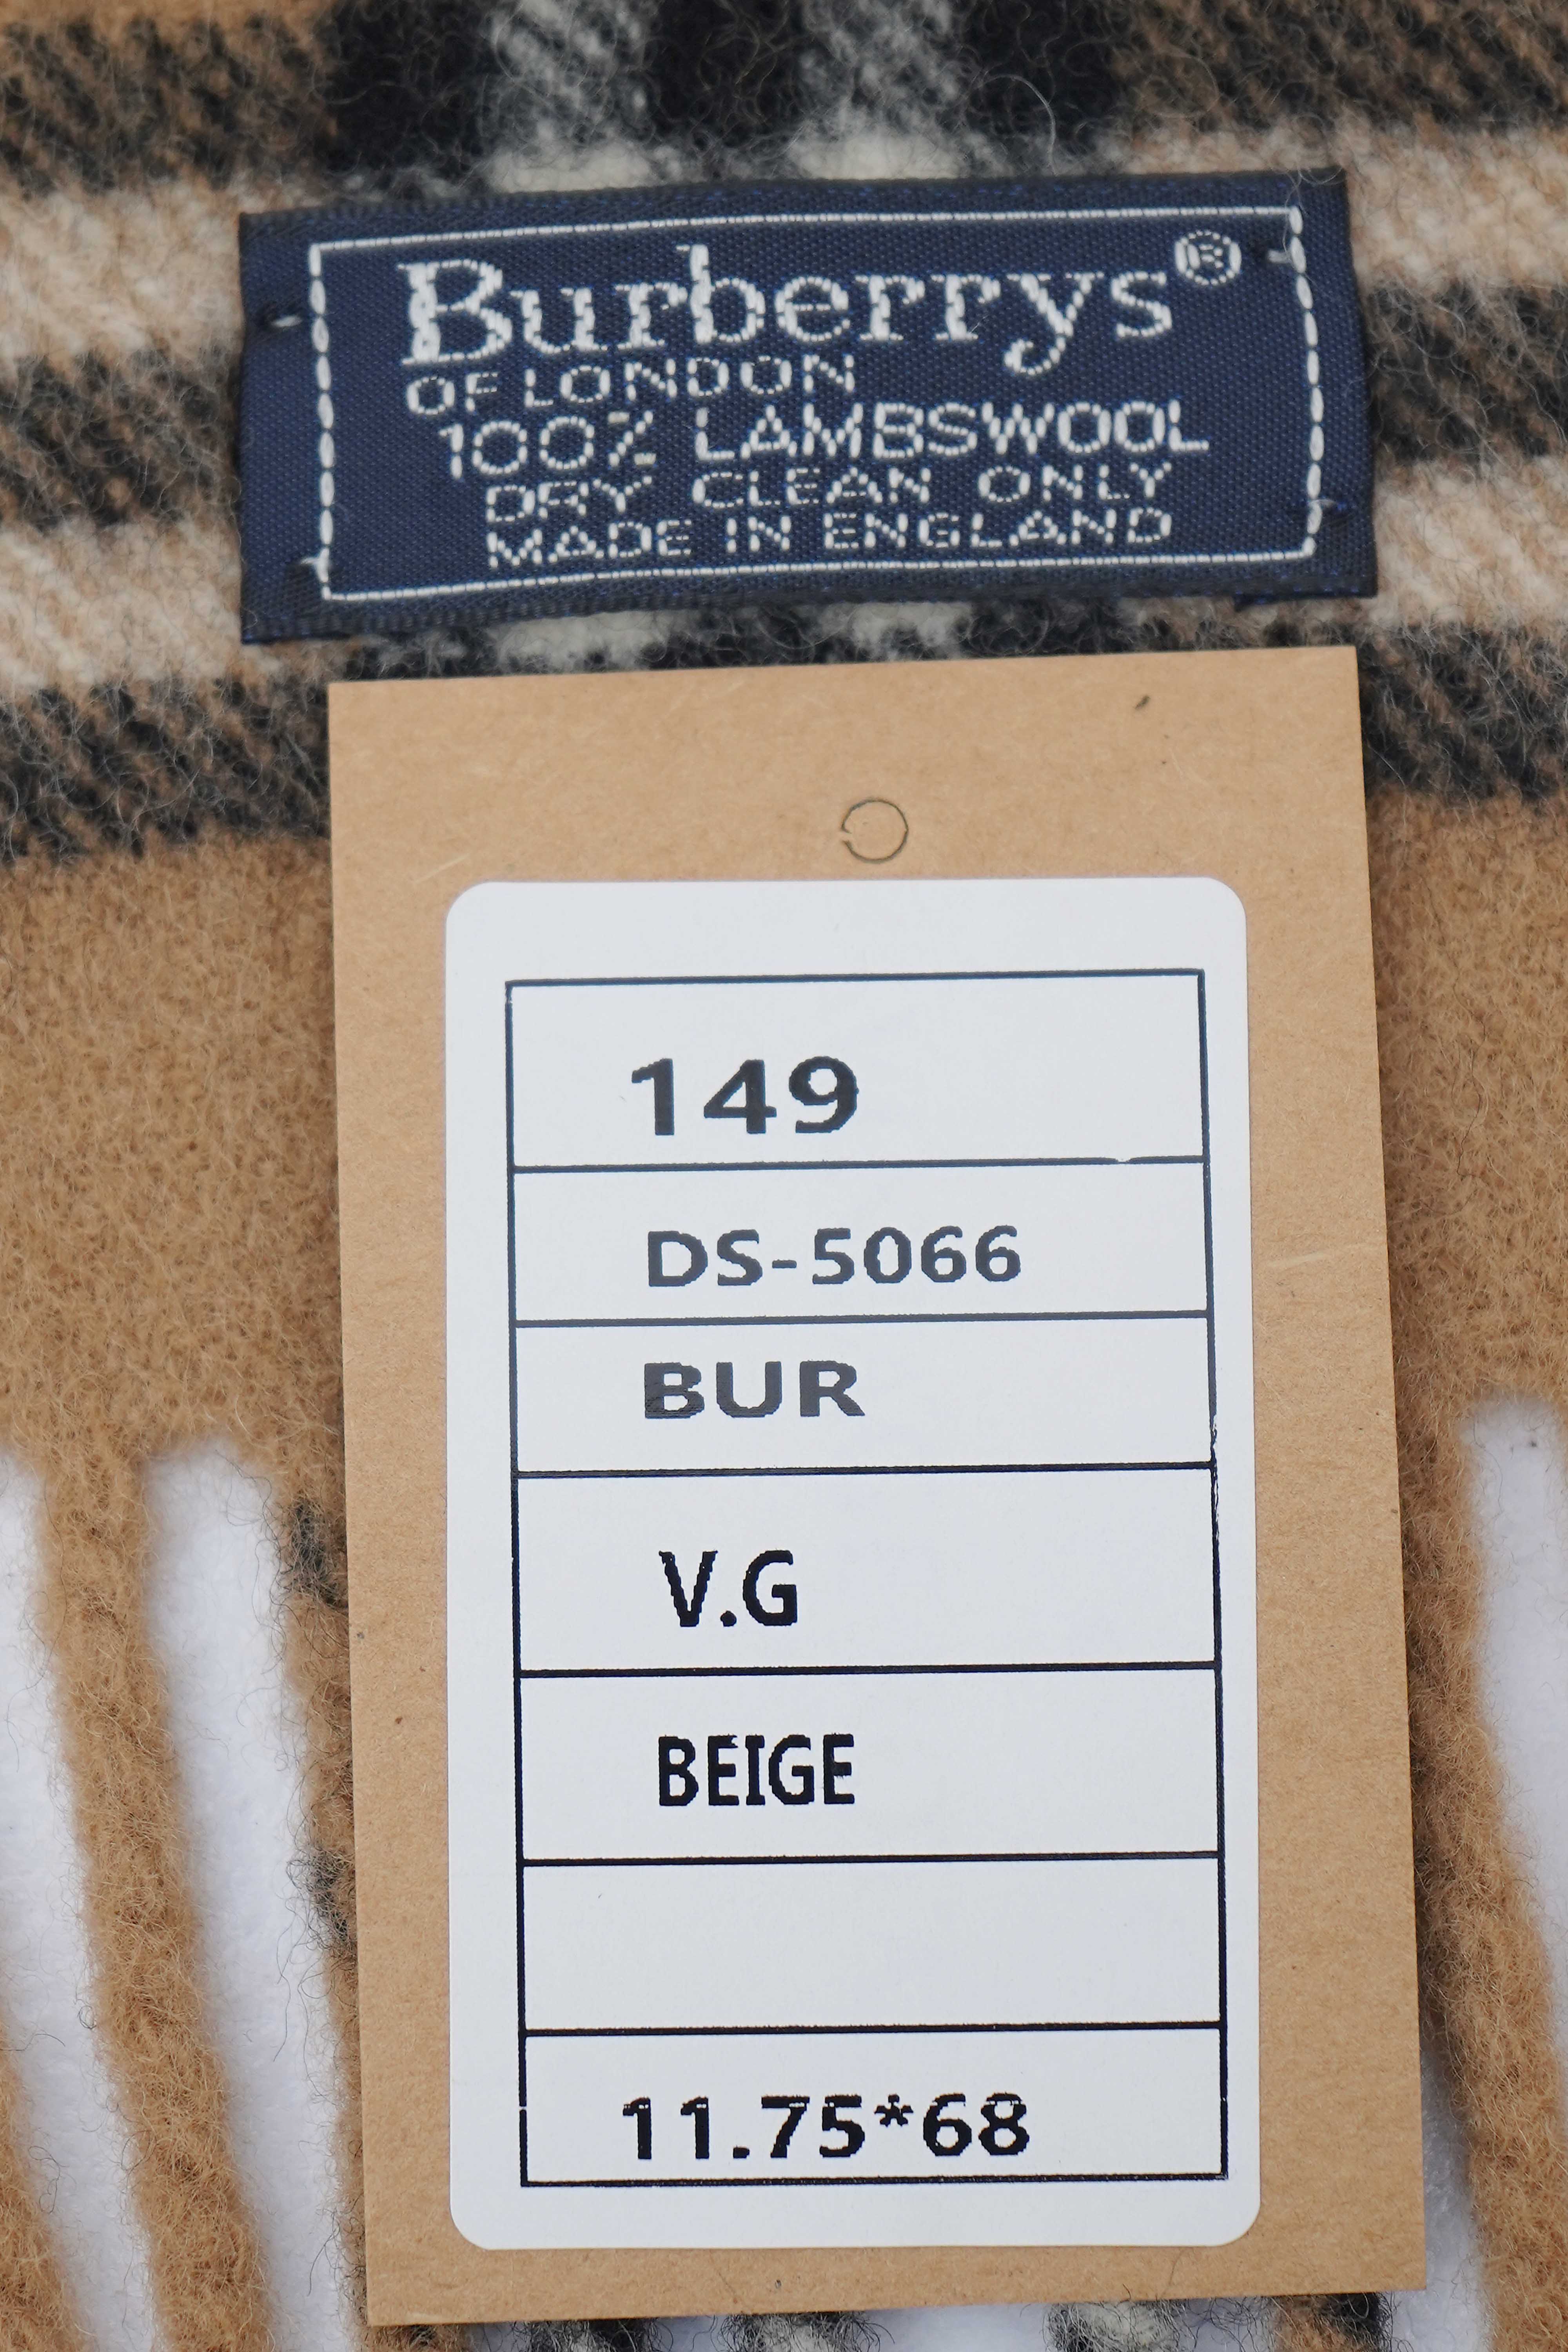 Burberrys®
OF LONDON
100% LAMBSWOOL
DRY CLEAN ONLY
MADE IN ENGLAND
149
DS-5066
BUR
V.G
BEIGE
11.75*68